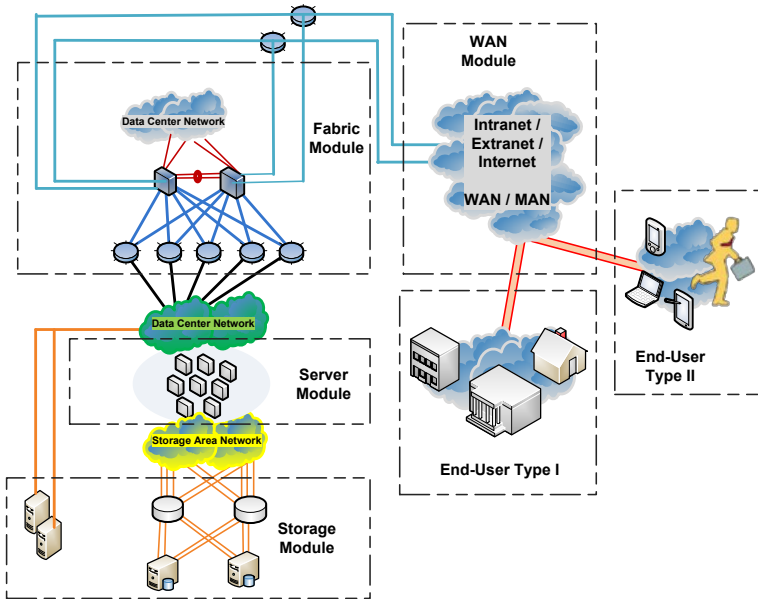 WAN
Module
Data Center Network
Fabric
Module
Intranet /
Extranet /
Internet
WAN / MAN
Data Center Network
Server
Module
End-User
Type II
Storage Area Network
End-User Type I
Storage
Module